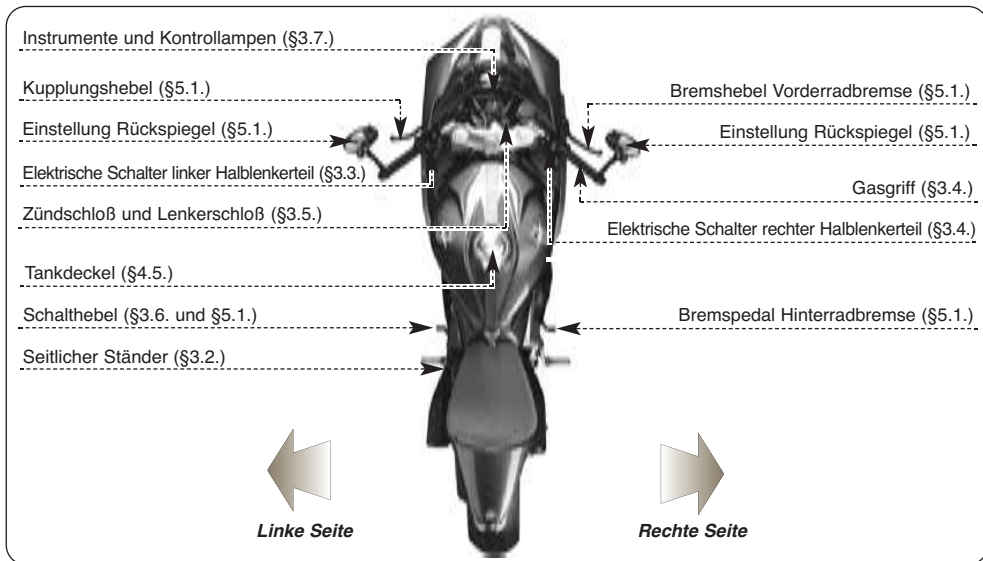 Instrumente und Kontrollampen (§3.7.)
Kupplungshebel (§5.1.)
Einstellung Rückspiegel (§5.1.)
Elektrische Schalter linker Halblenkerteil (§3.3.)
Zündschloß und Lenkerschloß (§3.5.)
Tankdeckel (§4.5.)
Schalthebel (§3.6. und §5.1.)
Seitlicher Ständer (§3.2.)
Bremshebel Vorderradbremse (§5.1.)
Einstellung Rückspiegel (§5.1.)
Gasgriff (§3.4.)
Elektrische Schalter rechter Halblenkerteil (§3.4.)
Bremspedal Hinterradbremse (§5.1.)
Linke Seite
Rechte Seite